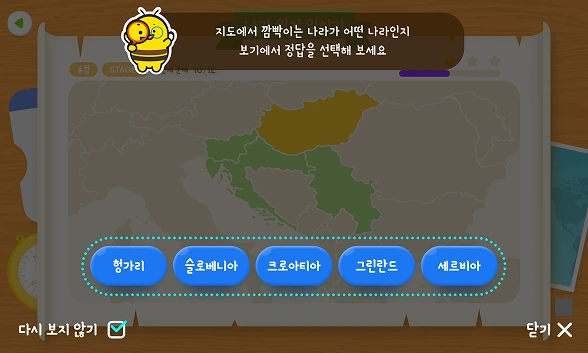 지도에서 깜빡이는 나라가 어떤 나라인지
보기에서 정답을 선택해 보세요
헝가리
슬로베니아
크로아티아
그린란드
세르비아
다시 보지 않기
닫기